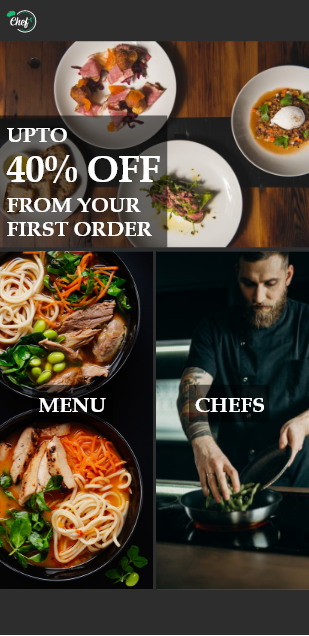 Chef
UPTO
40% OFF
FROM YOUR
FIRST ORDER
MENU
CHEFS